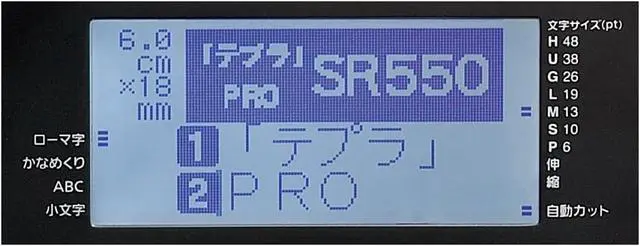 6.0
cm
×18
mm
「テプラ」
PRO
SR550
1「テプラ」
2 PRO
ローマ字
かなめくり
ABC
小文字
文字サイズ(pt)
H 48
U 38
G 26
L 19
M 13
S 10
P 6
伸
縮
自動カット